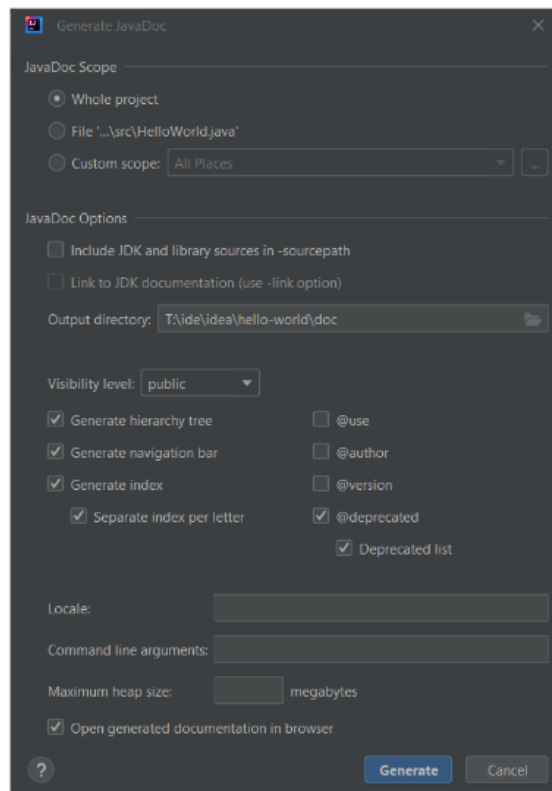 Generate JavaDoc
JavaDoc Scope
Whole project
File '...\src\HelloWorld.java'
Custom scope: All Places ...
JavaDoc Options
Include JDK and library sources in -sourcepath
Link to JDK documentation (use -link option)
Output directory: T:\ide\idea\hello-world\doc
Visibility level: public
Generate hierarchy tree @use
Generate navigation bar @author
Generate index @version
Separate index per letter @deprecated
Deprecated list
Locale:
Command line arguments:
Maximum heap size: megabytes
Open generated documentation in browser
? Generate Cancel